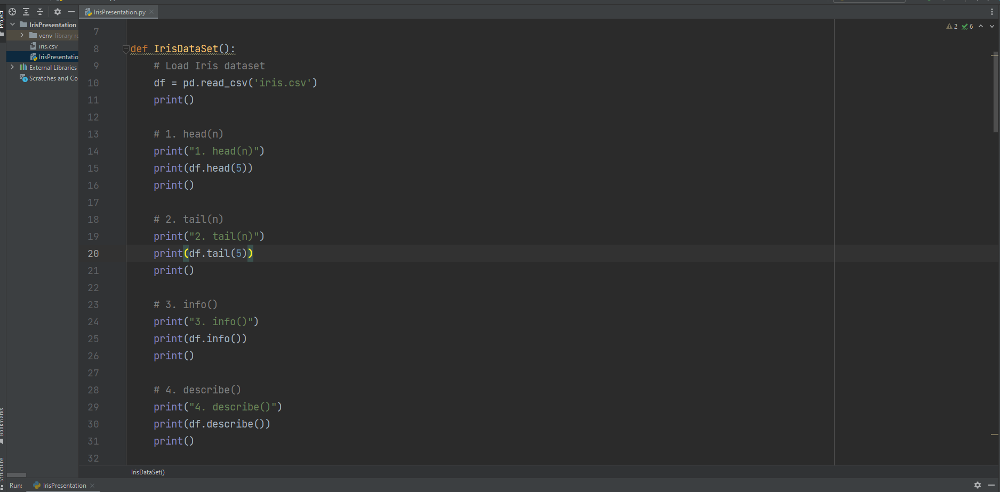 Project
IrisPresentation.py
2 6
IrisPresentation
venv library
iris.csv
External Libraries
Scratches and
7
8 def IrisDataSet():
9 # Load Iris dataset
10 df = pd.read_csv('iris.csv')
11 print()
12
13 # 1. head(n)
14 print("1. head(n)")
15 print(df.head(5))
16 print()
17
18 # 2. tail(n)
19 print("2. tail(n)")
20 print(df.tail(5))
21 print()
22
23 # 3. info()
24 print("3. info()")
25 print(df.info())
26 print()
27
28 # 4. describe()
29 print("4. describe()")
30 print(df.describe())
31 print()
32
Bookmarks
Structure
IrisDataSet()
Run: IrisPresentation